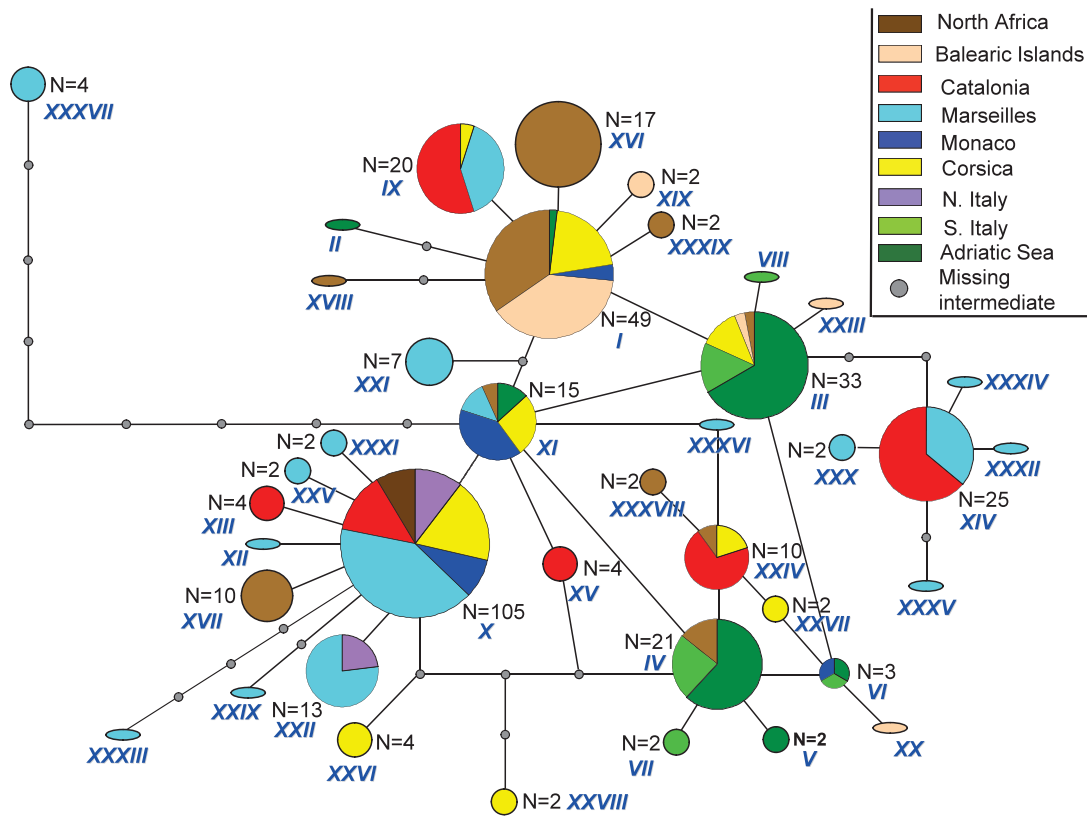 North Africa
Balearic Islands
Catalonia
Marseilles
Monaco
Corsica
N. Italy
S. Italy
Adriatic Sea
Missing
intermediate
N=4
XXXVII
N=17
XVI
N=20
IX
N=2
XIX
N=2
XXXIX
II
XVIII
N=49
I
VIII
XXIII
N=33
III
N=7
XXI
N=15
XI
XXXVI
XXXIV
N=2
XXX
XXXII
N=25
XIV
XXXV
N=2
XXXI
N=2
XXV
N=4
XIII
XII
N=10
XVII
N=105
X
N=2
XXXVIII
N=10
XXIV
N=4
XV
N=2
XXVII
N=21
IV
N=3
VI
XX
N=13
XXII
XXIX
XXXIII
N=4
XXVI
N=2
VII
N=2
V
N=2 XXVIII